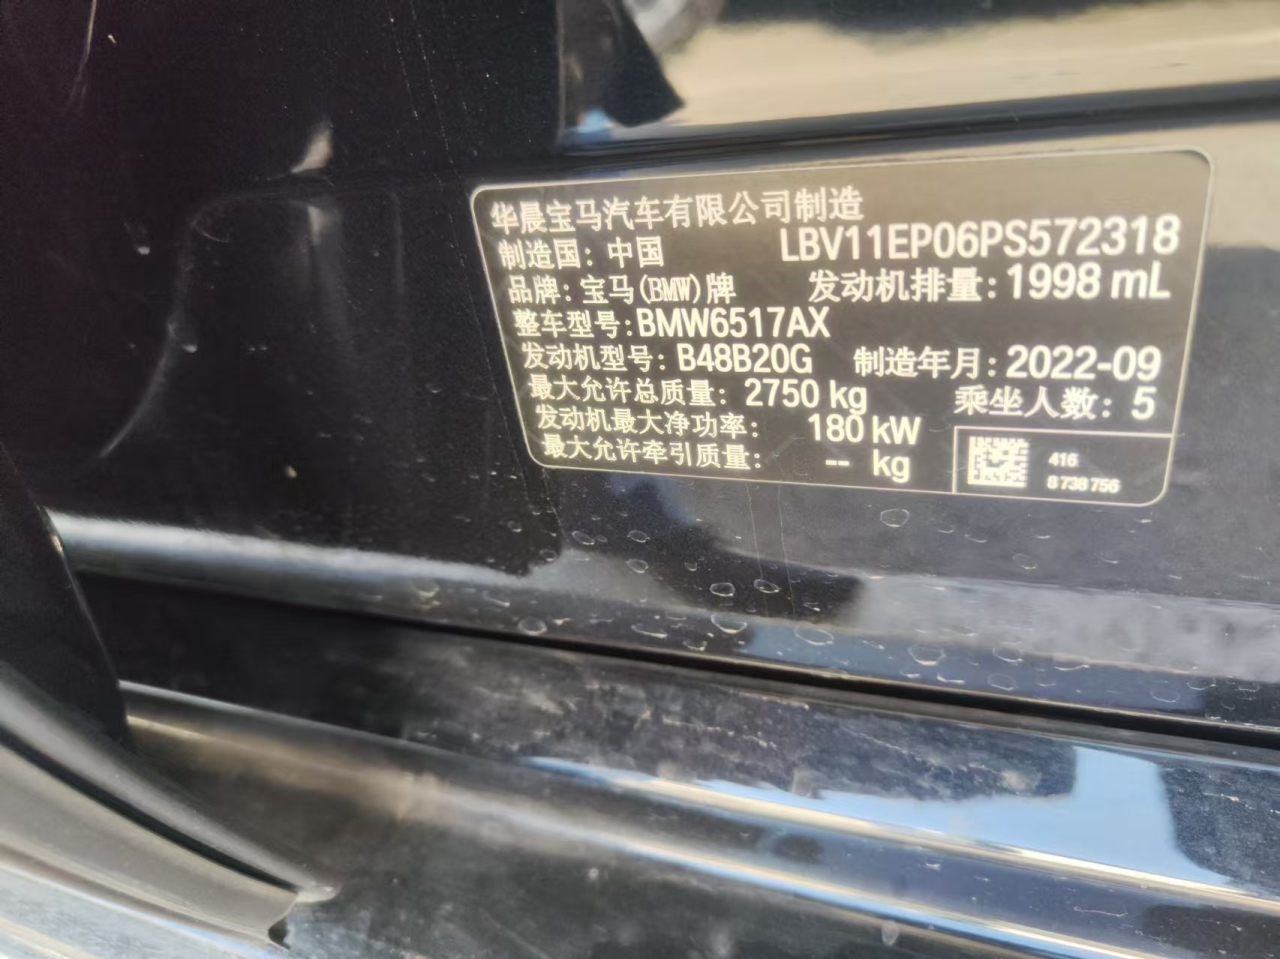 华晨宝马汽车有限公司制造
制造国：中国 LBV11EP06PS572318
品牌：宝马(BMW)牌 发动机排量：1998 mL
整车型号：BMW6517AX
发动机型号：B48B20G 制造年月：2022-09
最大允许总质量：2750 kg 乘坐人数：5
发动机最大净功率：180 kW
最大允许牵引质量：-- kg
416
8 738 756